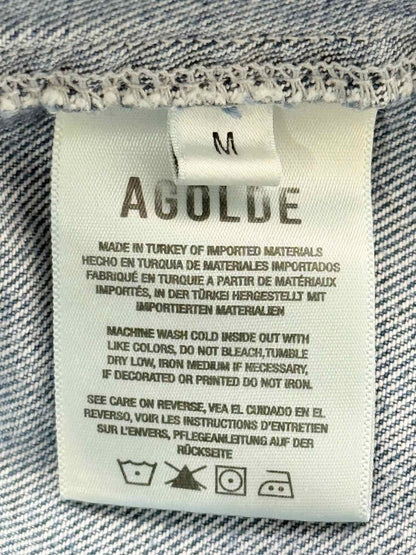 M
AGOLDE
MADE IN TURKEY OF IMPORTED MATERIALS
HECHO EN TURQUIA DE MATERIALES IMPORTADOS
FABRIQUÉ EN TURQUIE A PARTIR DE MATÉRIAUX
IMPORTÉS, IN DER TÜRKEI HERGESTELLT MIT
IMPORTIERTEN MATERIALIEN
MACHINE WASH COLD INSIDE OUT WITH
LIKE COLORS, DO NOT BLEACH,TUMBLE
DRY LOW, IRON MEDIUM IF NECESSARY,
IF DECORATED OR PRINTED DO NOT IRON.
SEE CARE ON REVERSE, VEA EL CUIDADO EN EL
REVERSO, VOIR LES INSTRUCTIONS D'ENTRETIEN
SUR L'ENVERS, PFLEGEANLEITUNG AUF DER
RÜCKSEITE